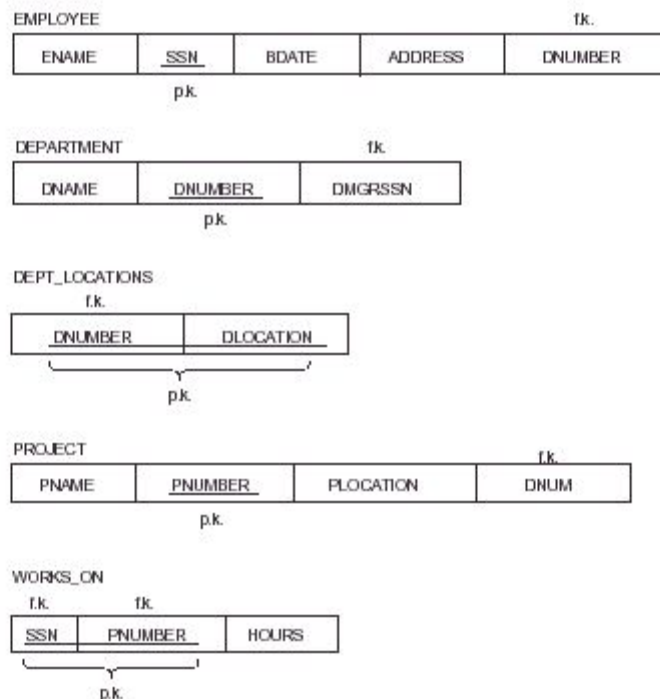 EMPLOYEE f.k.
ENAME SSN BDATE ADDRESS DNUMBER
p.k.
DEPARTMENT f.k.
DNAME DNUMBER DMGRSSN
p.k.
DEPT_LOCATIONS
f.k.
DNUMBER DLOCATION
p.k.
PROJECT f.k.
PNAME PNUMBER PLOCATION DNUM
p.k.
WORKS_ON
f.k. f.k.
SSN PNUMBER HOURS
p.k.